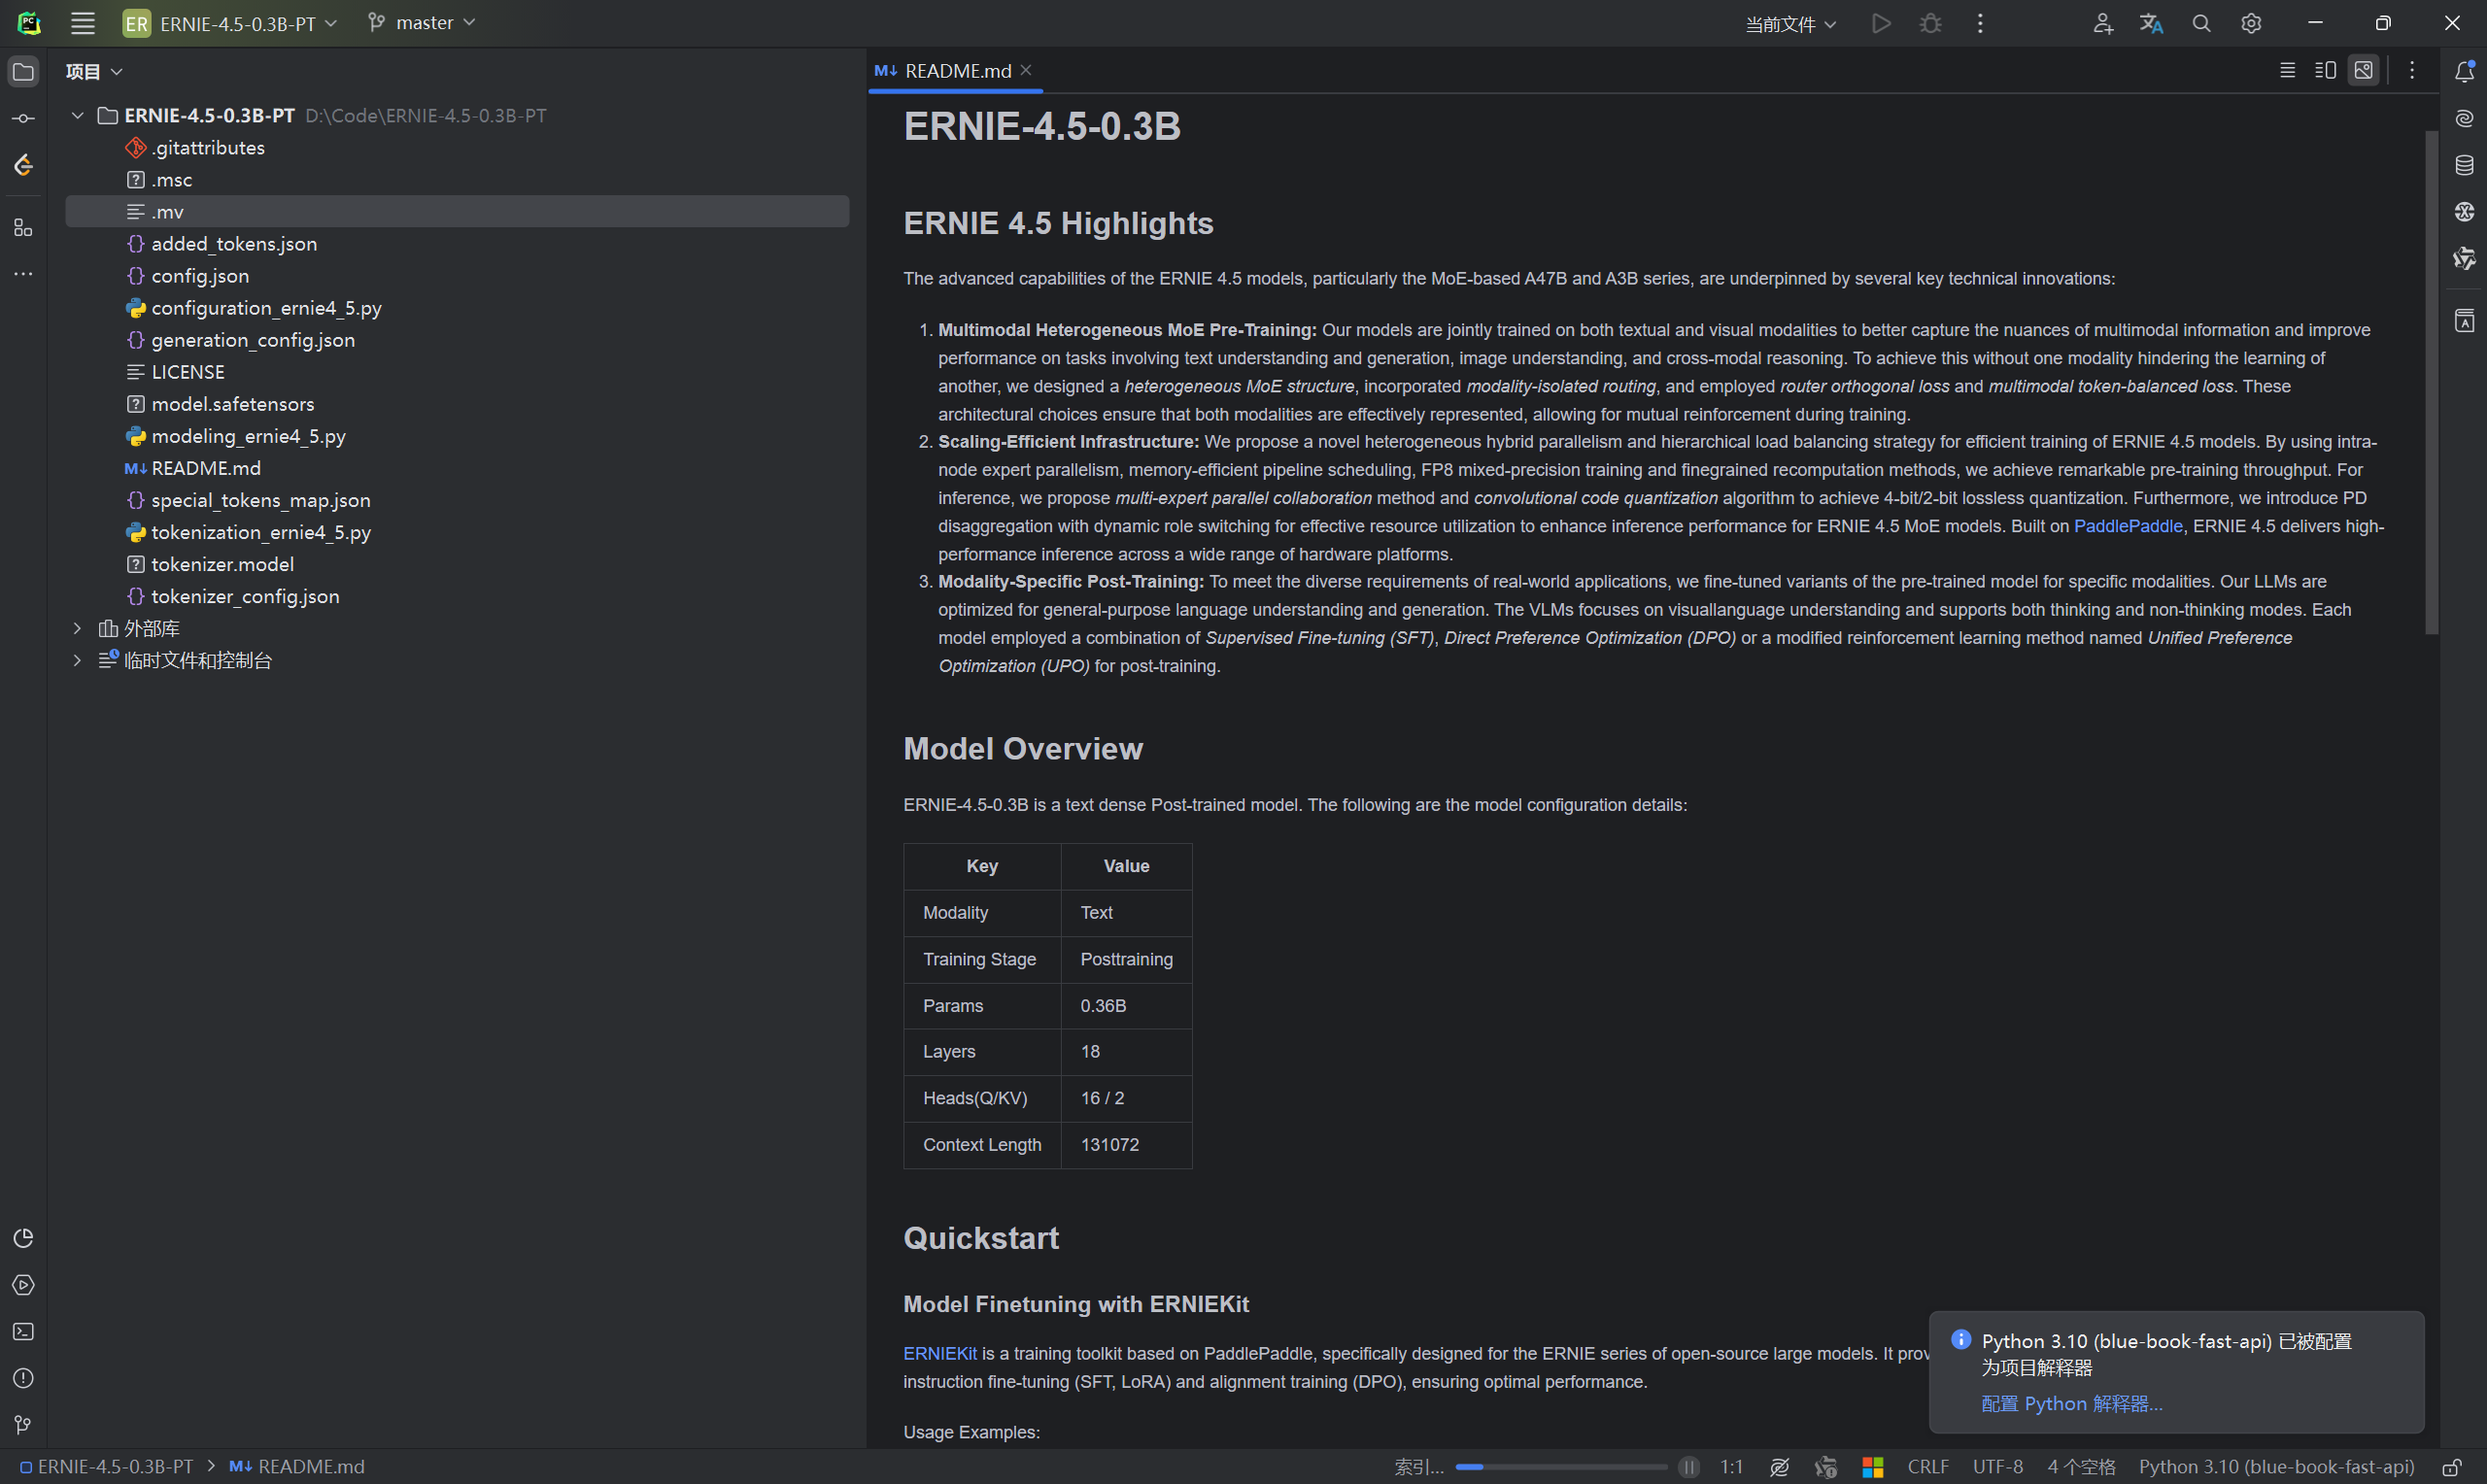 ER ERNIE-4.5-0.3B-PT master 当前文件
项目
README.md
ERNIE-4.5-0.3B-PT D:\Code\ERNIE-4.5-0.3B-PT
.gitattributes
.msc
.mv
added_tokens.json
config.json
configuration_ernie4_5.py
generation_config.json
LICENSE
model.safetensors
modeling_ernie4_5.py
README.md
special_tokens_map.json
tokenization_ernie4_5.py
tokenizer.model
tokenizer_config.json
外部库
临时文件和控制台
ERNIE-4.5-0.3B
ERNIE 4.5 Highlights
The advanced capabilities of the ERNIE 4.5 models, particularly the MoE-based A47B and A3B series, are underpinned by several key technical innovations:
1. Multimodal Heterogeneous MoE Pre-Training: Our models are jointly trained on both textual and visual modalities to better capture the nuances of multimodal information and improve
performance on tasks involving text understanding and generation, image understanding, and cross-modal reasoning. To achieve this without one modality hindering the learning of
another, we designed a heterogeneous MoE structure, incorporated modality-isolated routing, and employed router orthogonal loss and multimodal token-balanced loss. These
architectural choices ensure that both modalities are effectively represented, allowing for mutual reinforcement during training.
2. Scaling-Efficient Infrastructure: We propose a novel heterogeneous hybrid parallelism and hierarchical load balancing strategy for efficient training of ERNIE 4.5 models. By using intra-
node expert parallelism, memory-efficient pipeline scheduling, FP8 mixed-precision training and finegrained recomputation methods, we achieve remarkable pre-training throughput. For
inference, we propose multi-expert parallel collaboration method and convolutional code quantization algorithm to achieve 4-bit/2-bit lossless quantization. Furthermore, we introduce PD
disaggregation with dynamic role switching for effective resource utilization to enhance inference performance for ERNIE 4.5 MoE models. Built on PaddlePaddle, ERNIE 4.5 delivers high-
performance inference across a wide range of hardware platforms.
3. Modality-Specific Post-Training: To meet the diverse requirements of real-world applications, we fine-tuned variants of the pre-trained model for specific modalities. Our LLMs are
optimized for general-purpose language understanding and generation. The VLMs focuses on visuallanguage understanding and supports both thinking and non-thinking modes. Each
model employed a combination of Supervised Fine-tuning (SFT), Direct Preference Optimization (DPO) or a modified reinforcement learning method named Unified Preference
Optimization (UPO) for post-training.
Model Overview
ERNIE-4.5-0.3B is a text dense Post-trained model. The following are the model configuration details:
Key Value
Modality Text
Training Stage Posttraining
Params 0.36B
Layers 18
Heads(Q/KV) 16 / 2
Context Length 131072
Quickstart
Model Finetuning with ERNIEKit
ERNIEKit is a training toolkit based on PaddlePaddle, specifically designed for the ERNIE series of open-source large models. It prov
instruction fine-tuning (SFT, LoRA) and alignment training (DPO), ensuring optimal performance.
Usage Examples:
Python 3.10 (blue-book-fast-api) 已被配置
为项目解释器
配置 Python 解释器...
ERNIE-4.5-0.3B-PT README.md 索引... 1:1 CRLF UTF-8 4 个空格 Python 3.10 (blue-book-fast-api)